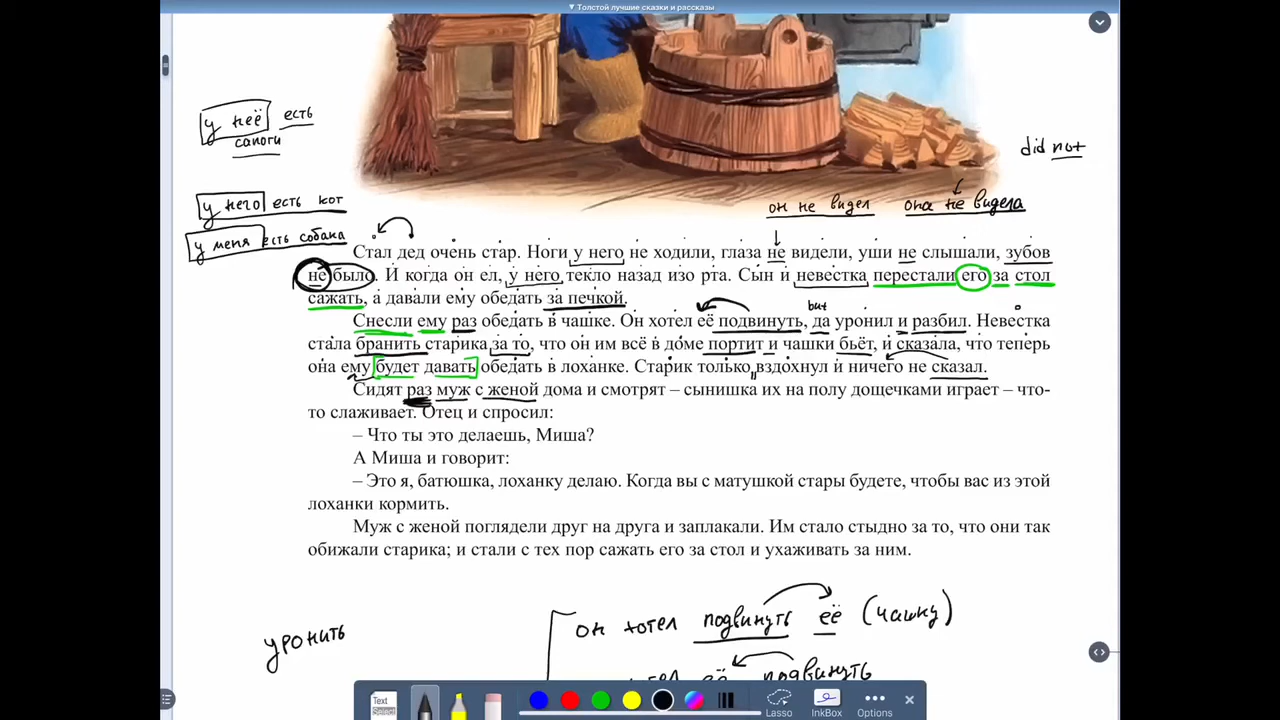 ▼ Толстой лучшие сказки и рассказы
у неё есть
сапоги
did not
у него есть кот
он не видел она не видела
у меня есть собака
Стал дед очень стар. Ноги у него не ходили, глаза не видели, уши не слышали, зубов
не было. И когда он ел, у него текло назад изо рта. Сын и невестка перестали его за стол
сажать, а давали ему обедать за печкой.
but
Снесли ему раз обедать в чашке. Он хотел её подвинуть, да уронил и разбил. Невестка
стала бранить старика за то, что он им всё в доме портит и чашки бьёт, и сказала, что теперь
она ему будет давать обедать в лоханке. Старик только вздохнул и ничего не сказал.
Сидят раз муж с женой дома и смотрят – сынишка их на полу дощечками играет – что-
то слаживает. Отец и спросил:
– Что ты это делаешь, Миша?
А Миша и говорит:
– Это я, батюшка, лоханку делаю. Когда вы с матушкой стары будете, чтобы вас из этой
лоханки кормить.
Муж с женой поглядели друг на друга и заплакали. Им стало стыдно за то, что они так
обижали старика; и стали с тех пор сажать его за стол и ухаживать за ним.
он хотел подвинуть её (чашку)
уронить
её подвинуть
Text
Select
Lasso
InkBox
Options